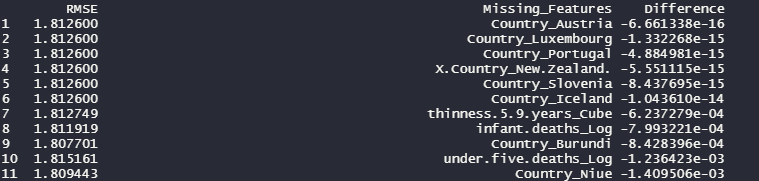 RMSE Missing_Features Difference
1 1.812600 Country_Austria -6.661338e-16
2 1.812600 Country_Luxembourg -1.332268e-15
3 1.812600 Country_Portugal -4.884981e-15
4 1.812600 X.Country_New.Zealand. -5.551115e-15
5 1.812600 Country_Slovenia -8.437695e-15
6 1.812600 Country_Iceland -1.043610e-14
7 1.812749 thinness.5.9.years_Cube -6.237279e-04
8 1.811919 infant.deaths_Log -7.993221e-04
9 1.807701 Country_Burundi -8.428396e-04
10 1.815161 under.five.deaths_Log -1.236423e-03
11 1.809443 Country_Niue -1.409506e-03